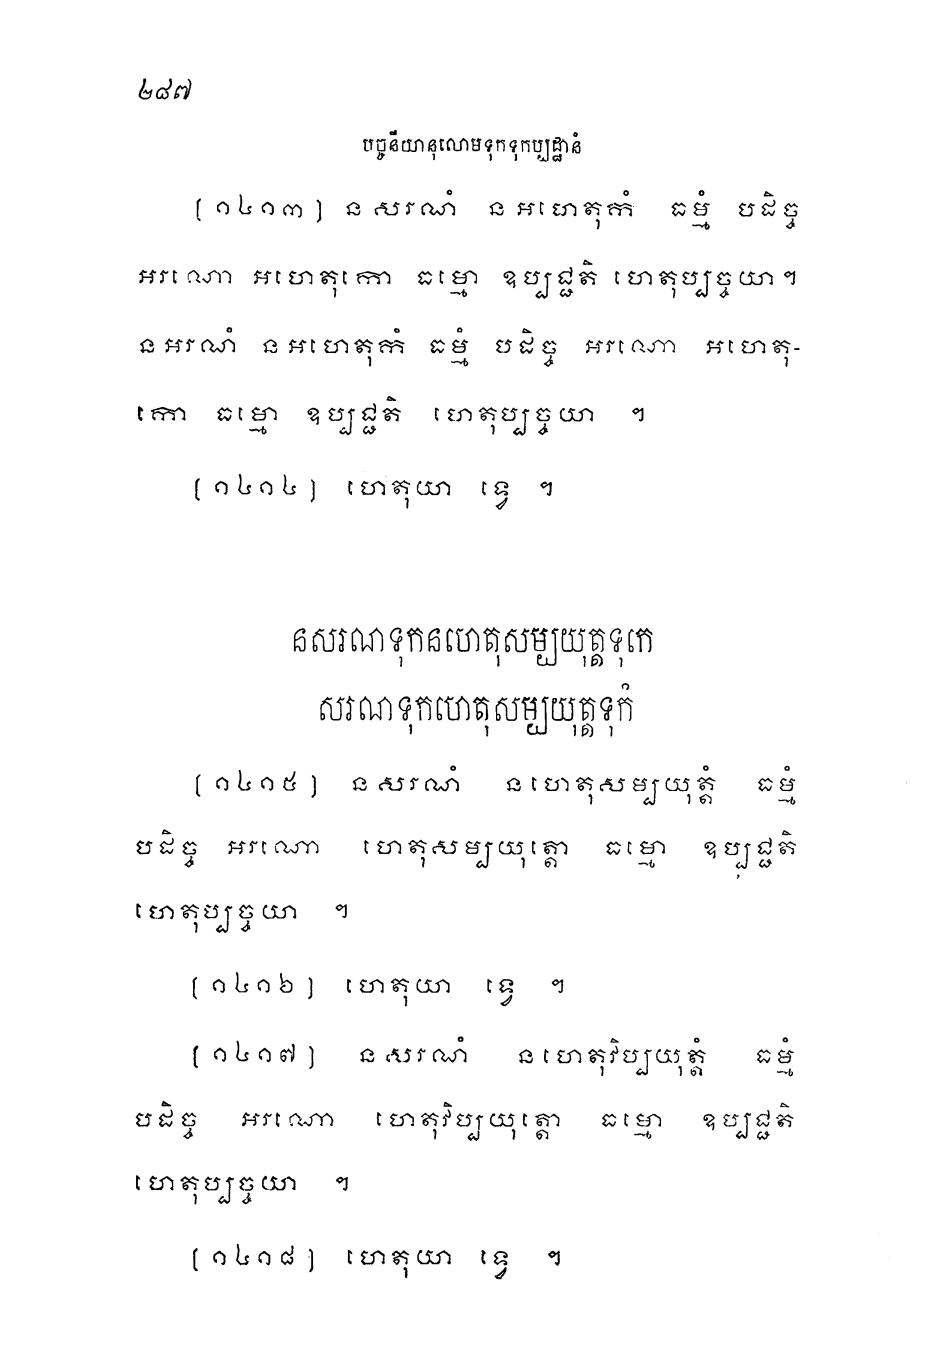 ២៨៧
បច្ចនីយានុលោមទុកទុកប្បដ្ឋានំ
[១៤១៣] ន សរណំ ន អហេតុកំ ធម្មំ បដិច្ច
អរណោ អហេតុកោ ធម្មោ ឧប្បជ្ជតិ ហេតុប្បច្ចយា។
ន អរណំ ន អហេតុកំ ធម្មំ បដិច្ច អរណោ អហេតុ-
កោ ធម្មោ ឧប្បជ្ជតិ ហេតុប្បច្ចយា ។
[១៤១៤] ហេតុយា ទ្វេ ។
នសរណទុកនហេតុសម្បយុត្តទុកេ
សរណទុកហេតុសម្បយុត្តទុកំ
[១៤១៥] ន សរណំ ន ហេតុសម្បយុត្តំ ធម្មំ
បដិច្ច អរណោ ហេតុសម្បយុត្តោ ធម្មោ ឧប្បជ្ជតិ
ហេតុប្បច្ចយា ។
[១៤១៦] ហេតុយា ទ្វេ ។
[១៤១៧] ន សរណំ ន ហេតុវិប្បយុត្តំ ធម្មំ
បដិច្ច អរណោ ហេតុវិប្បយុត្តោ ធម្មោ ឧប្បជ្ជតិ
ហេតុប្បច្ចយា ។
[១៤១៨] ហេតុយា ទ្វេ ។